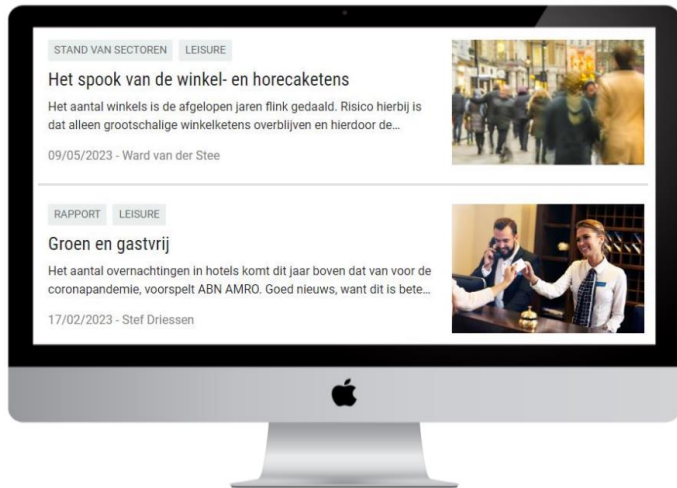 STAND VAN SECTOREN LEISURE
Het spook van de winkel- en horecaketens
Het aantal winkels is de afgelopen jaren flink gedaald. Risico hierbij is
dat alleen grootschalige winkelketens overblijven en hierdoor de...
09/05/2023 - Ward van der Stee
RAPPORT LEISURE
Groen en gastvrij
Het aantal overnachtingen in hotels komt dit jaar boven dat van voor de
coronapandemie, voorspelt ABN AMRO. Goed nieuws, want dit is bete...
17/02/2023 - Stef Driessen